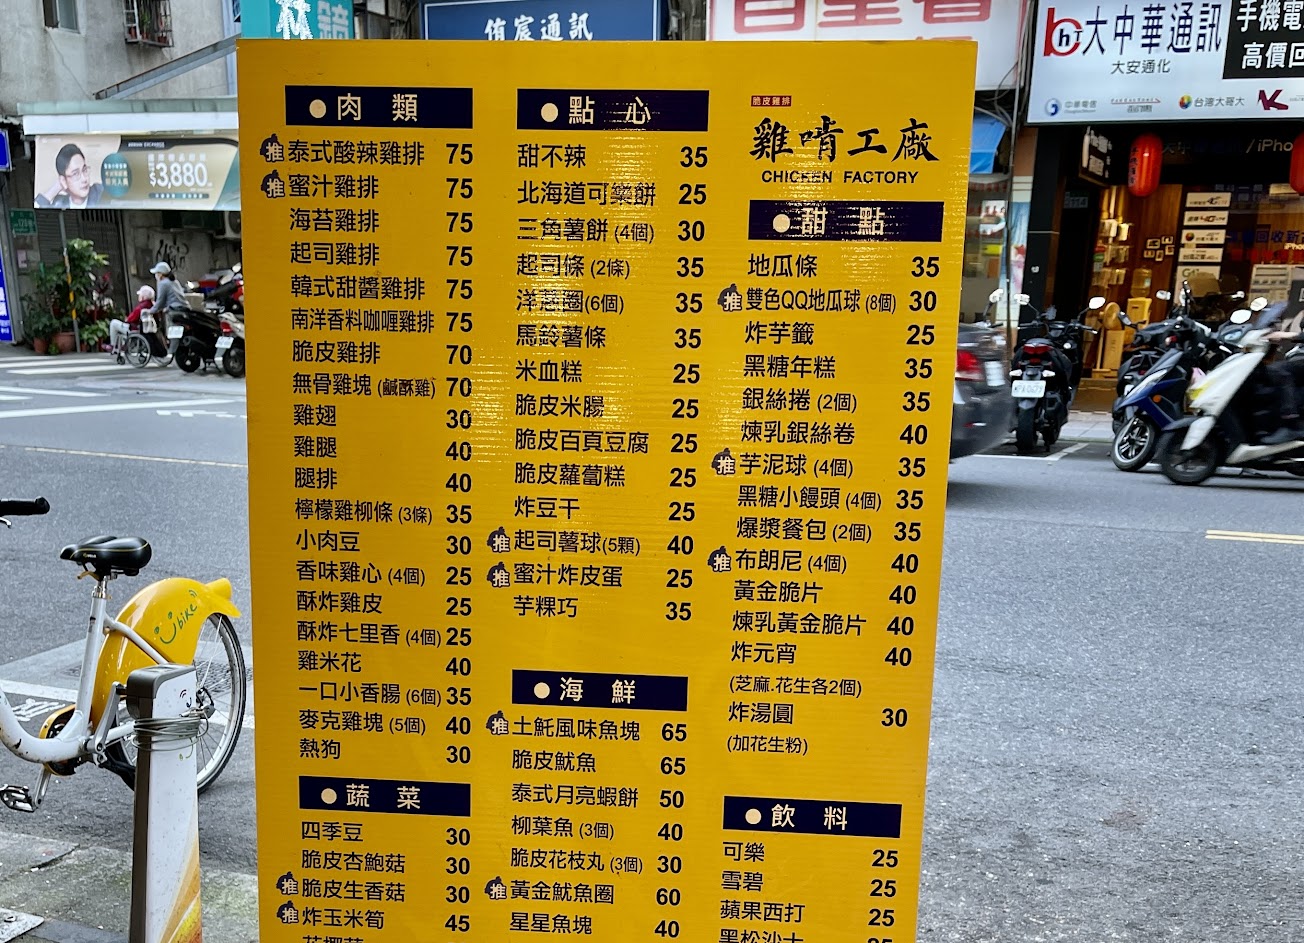 侑宸通訊
大中華通訊
大安通化
手機電
高價回
中華電信
台灣大哥大
$3,880
脆皮雞排
雞啃工廠
CHICKEN FACTORY
肉類
推 泰式酸辣雞排 75
推 蜜汁雞排 75
海苔雞排 75
起司雞排 75
韓式甜醬雞排 75
南洋香料咖喱雞排 75
脆皮雞排 70
無骨雞塊 (鹹酥雞) 70
雞翅 30
雞腿 40
腿排 40
檸檬雞柳條 (3條) 35
小肉豆 30
香味雞心 (4個) 25
酥炸雞皮 25
酥炸七里香 (4個) 25
雞米花 40
一口小香腸 (6個) 35
麥克雞塊 (5個) 40
熱狗 30
蔬菜
四季豆 30
脆皮杏鮑菇 30
推 脆皮生香菇 30
推 炸玉米筍 45
點心
甜不辣 35
北海道可樂餅 25
三角薯餅 (4個) 30
起司條 (2條) 35
洋蔥圈(6個) 35
馬鈴薯條 35
米血糕 25
脆皮米腸 25
脆皮百頁豆腐 25
脆皮蘿蔔糕 25
炸豆干 25
推 起司薯球(5顆) 40
推 蜜汁炸皮蛋 25
芋粿巧 35
海鮮
推 土魠風味魚塊 65
脆皮魷魚 65
泰式月亮蝦餅 50
柳葉魚 (3個) 40
脆皮花枝丸 (3個) 30
推 黃金魷魚圈 60
星星魚塊 40
甜點
地瓜條 35
推 雙色QQ地瓜球 (8個) 30
炸芋籤 25
黑糖年糕 35
銀絲捲 (2個) 35
煉乳銀絲卷 40
推 芋泥球 (4個) 35
黑糖小饅頭 (4個) 35
爆漿餐包 (2個) 35
推 布朗尼 (4個) 40
黃金脆片 40
煉乳黃金脆片 40
炸元宵 40
(芝麻.花生各2個)
炸湯圓 30
(加花生粉)
飲料
可樂 25
雪碧 25
蘋果西打 25
黑松沙士
Ubike